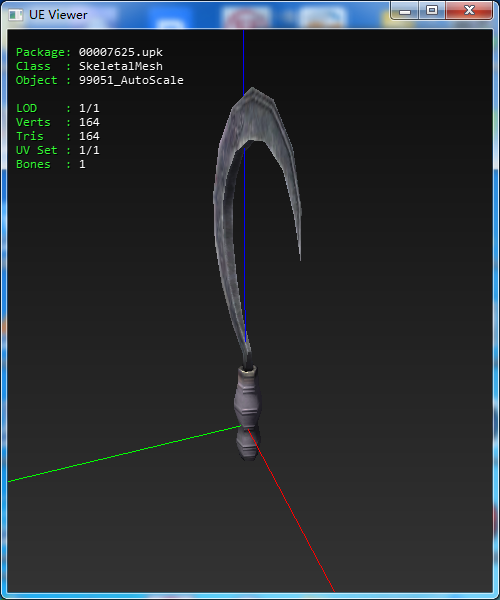 UE Viewer
Package: 00007625.upk
Class : SkeletalMesh
Object : 99051_AutoScale
LOD : 1/1
Verts : 164
Tris : 164
UV Set : 1/1
Bones : 1